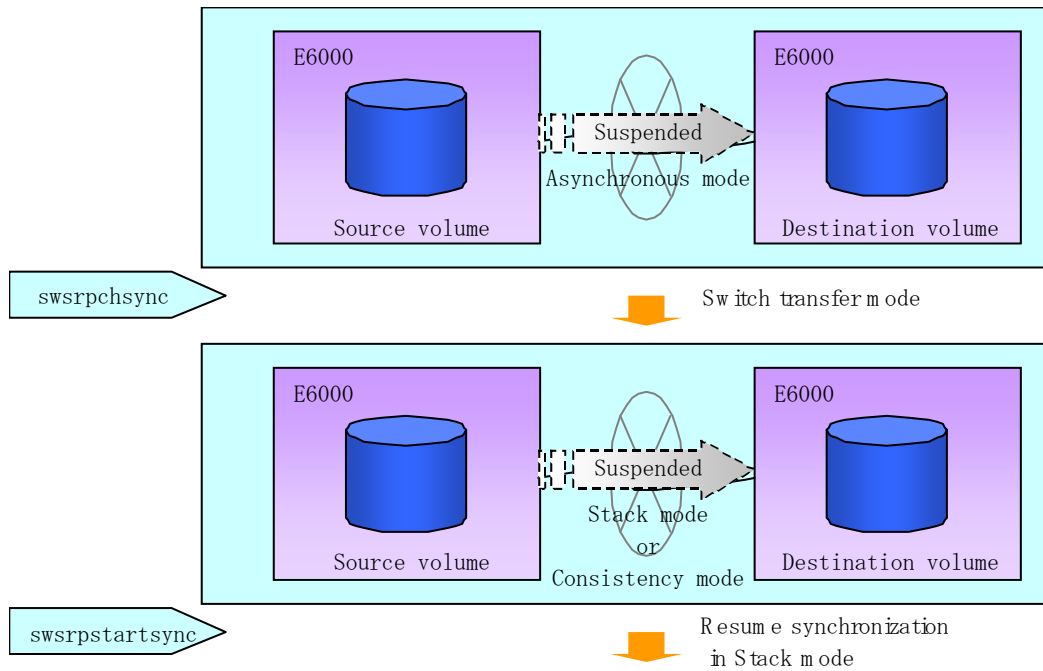 E6000
E6000
Suspended
Asynchronous mode
Source volume
Destination volume
swsrpchsync
Switch transfer mode
E6000
E6000
Suspended
Stack mode
or
Consistency mode
Source volume
Destination volume
swsrpstartsync
Resume synchronization
in Stack mode